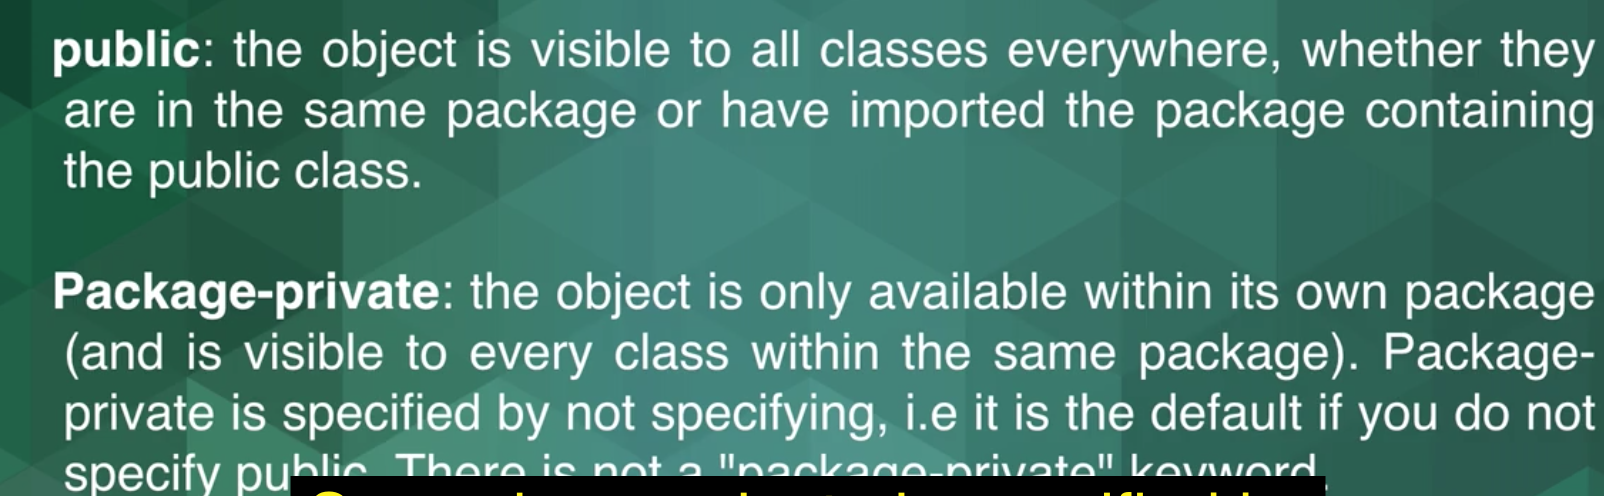 public: the object is visible to all classes everywhere, whether they
are in the same package or have imported the package containing
the public class.
Package-private: the object is only available within its own package
(and is visible to every class within the same package). Package-
private is specified by not specifying, i.e it is the default if you do not
specify public. There is not a "package-private" keyword.